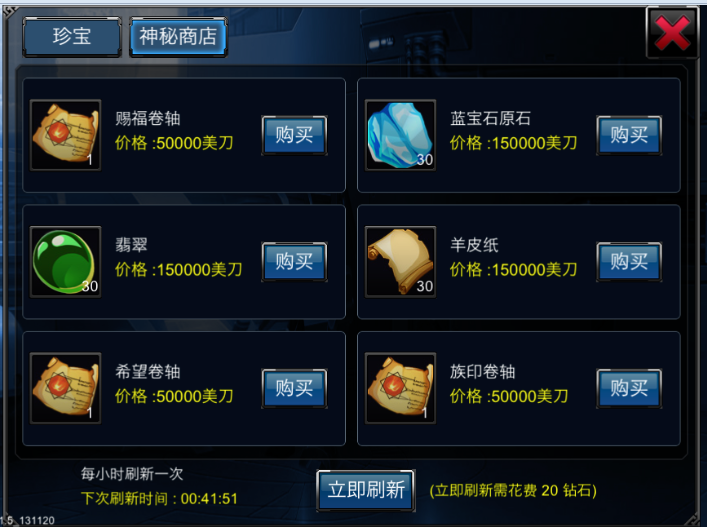 珍宝
神秘商店
赐福卷轴
价格 :50000美刀
购买
1
蓝宝石原石
价格 :150000美刀
购买
30
翡翠
价格 :150000美刀
购买
30
羊皮纸
价格 :150000美刀
购买
30
希望卷轴
价格 :50000美刀
购买
1
族印卷轴
价格 :50000美刀
购买
1
每小时刷新一次
下次刷新时间 : 00:41:51
立即刷新
(立即刷新需花费 20 钻石)
1.5_131120